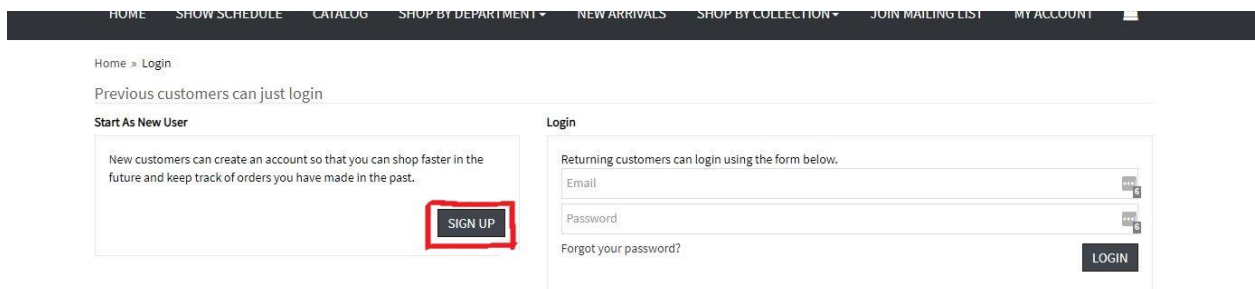 HOME SHOW SCHEDULE CATALOG SHOP BY DEPARTMENT NEW ARRIVALS SHOP BY COLLECTION JOIN MAILING LIST MY ACCOUNT
Home » Login
Previous customers can just login
Start As New User
New customers can create an account so that you can shop faster in the
future and keep track of orders you have made in the past.
SIGN UP
Login
Returning customers can login using the form below.
Email
6
Password
6
Forgot your password?
LOGIN